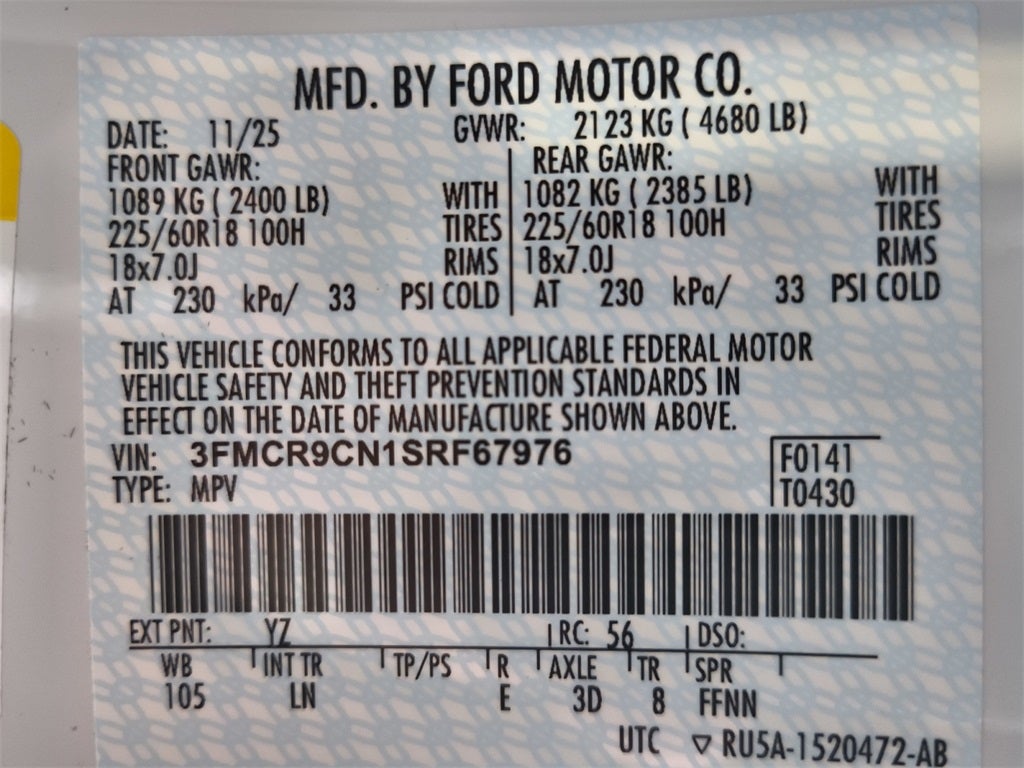 MFD. BY FORD MOTOR CO.
DATE: 11/25 GVWR: 2123 KG ( 4680 LB)
FRONT GAWR: REAR GAWR:
1089 KG ( 2400 LB) WITH 1082 KG ( 2385 LB) WITH
225/60R18 100H TIRES 225/60R18 100H TIRES
18x7.0J RIMS 18x7.0J RIMS
AT 230 kPa/ 33 PSI COLD AT 230 kPa/ 33 PSI COLD
THIS VEHICLE CONFORMS TO ALL APPLICABLE FEDERAL MOTOR
VEHICLE SAFETY AND THEFT PREVENTION STANDARDS IN
EFFECT ON THE DATE OF MANUFACTURE SHOWN ABOVE.
VIN: 3FMCR9CN1SRF67976 F0141
TYPE: MPV T0430
EXT PNT: YZ RC: 56 DSO:
WB INT TR TP/PS R AXLE TR SPR
105 LN E 3D 8 FFNN
UTC ▽ RU5A-1520472-AB